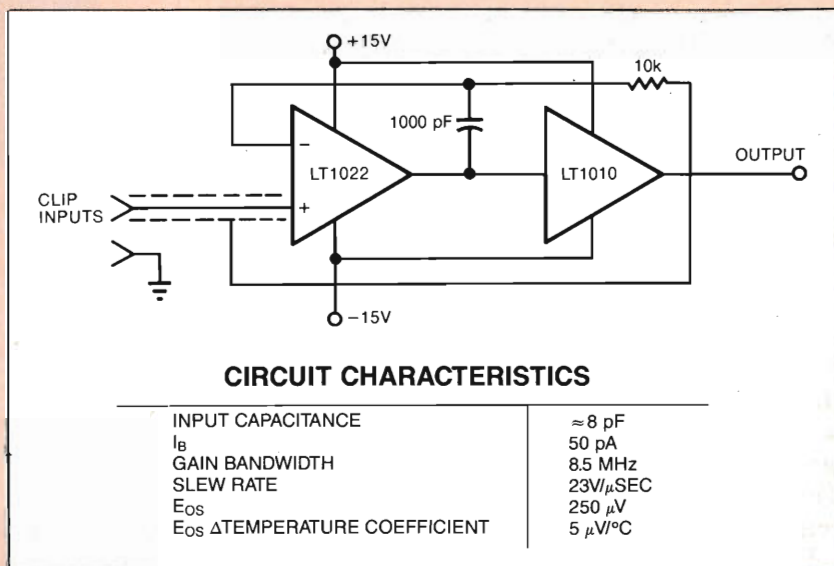 +15V
10k
1000 pF
−
LT1022
LT1010
OUTPUT
CLIP
INPUTS
+
−15V
CIRCUIT CHARACTERISTICS
INPUT CAPACITANCE ≈8 pF
IB 50 pA
GAIN BANDWIDTH 8.5 MHz
SLEW RATE 23V/μSEC
EOS 250 μV
EOS ΔTEMPERATURE COEFFICIENT 5 μV/°C